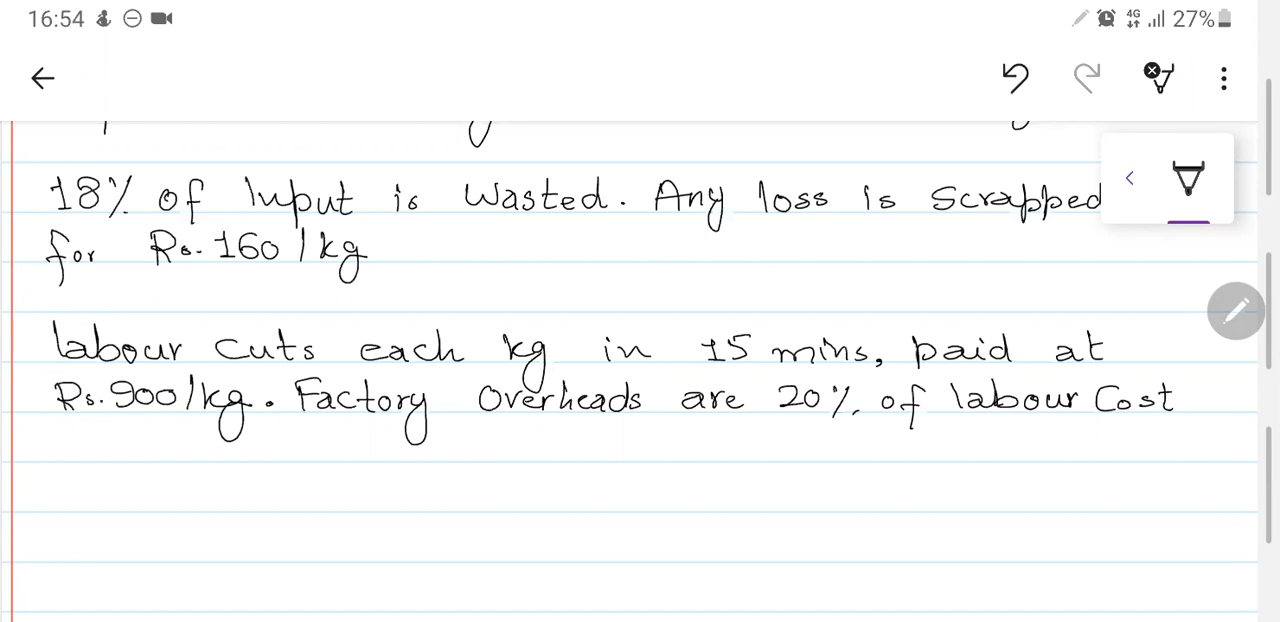 16:54 4G 27%
18% of Input is wasted. Any loss is scrapped
for Rs. 160/kg
labour cuts each kg in 15 mins, paid at
Rs. 900/kg. Factory overheads are 20% of labour Cost